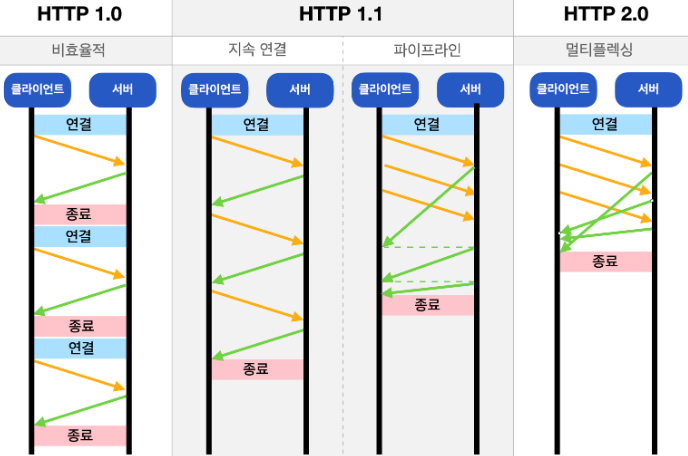 HTTP 1.0
HTTP 1.1
HTTP 2.0
비효율적
지속 연결
파이프라인
멀티플렉싱
클라이언트
서버
클라이언트
서버
클라이언트
서버
클라이언트
서버
연결
연결
연결
연결
종료
연결
종료
종료
연결
종료
종료
종료